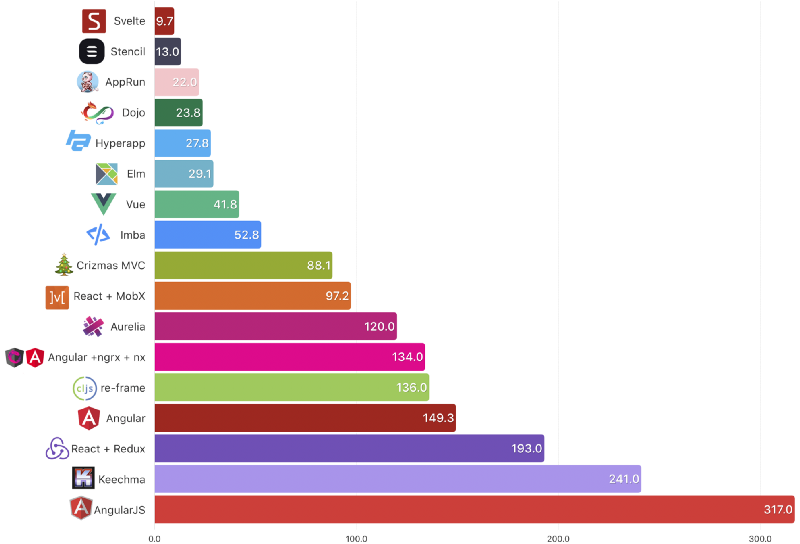 Svelte 9.7
Stencil 13.0
AppRun 22.0
Dojo 23.8
Hyperapp 27.8
Elm 29.1
Vue 41.8
Imba 52.8
Crizmas MVC 88.1
]v[ React + MobX 97.2
Aurelia 120.0
Angular +ngrx + nx 134.0
cljs re-frame 136.0
Angular 149.3
React + Redux 193.0
Keechma 241.0
AngularJS 317.0
0.0 100.0 200.0 300.0